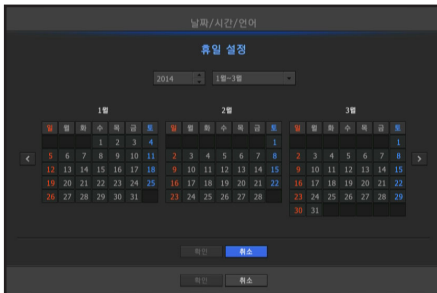 날짜/시간/언어
휴일 설정
2014 1월~3월
1월 2월 3월
일 월 화 수 목 금 토 일 월 화 수 목 금 토 일 월 화 수 목 금 토
1 2 3 4 1 1
5 6 7 8 9 10 11 2 3 4 5 6 7 8 2 3 4 5 6 7 8
12 13 14 15 16 17 18 9 10 11 12 13 14 15 9 10 11 12 13 14 15
19 20 21 22 23 24 25 16 17 18 19 20 21 22 16 17 18 19 20 21 22
26 27 28 29 30 31 23 24 25 26 27 28 23 24 25 26 27 28 29
30 31
확인 취소
확인 취소